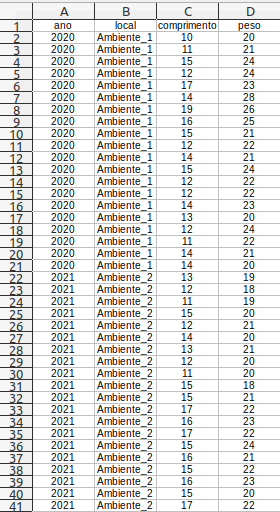 A B C D
1 ano local comprimento peso
2 2020 Ambiente_1 10 20
3 2020 Ambiente_1 11 21
4 2020 Ambiente_1 15 24
5 2020 Ambiente_1 12 24
6 2020 Ambiente_1 17 23
7 2020 Ambiente_1 14 28
8 2020 Ambiente_1 19 26
9 2020 Ambiente_1 16 25
10 2020 Ambiente_1 15 21
11 2020 Ambiente_1 12 22
12 2020 Ambiente_1 14 21
13 2020 Ambiente_1 15 24
14 2020 Ambiente_1 12 22
15 2020 Ambiente_1 12 22
16 2020 Ambiente_1 14 23
17 2020 Ambiente_1 13 20
18 2020 Ambiente_1 12 24
19 2020 Ambiente_1 11 22
20 2020 Ambiente_1 14 21
21 2020 Ambiente_1 14 20
22 2021 Ambiente_2 13 19
23 2021 Ambiente_2 12 18
24 2021 Ambiente_2 11 19
25 2021 Ambiente_2 15 20
26 2021 Ambiente_2 12 21
27 2021 Ambiente_2 14 20
28 2021 Ambiente_2 13 21
29 2021 Ambiente_2 12 20
30 2021 Ambiente_2 11 20
31 2021 Ambiente_2 15 18
32 2021 Ambiente_2 15 21
33 2021 Ambiente_2 17 22
34 2021 Ambiente_2 16 23
35 2021 Ambiente_2 17 22
36 2021 Ambiente_2 15 24
37 2021 Ambiente_2 16 21
38 2021 Ambiente_2 15 22
39 2021 Ambiente_2 16 23
40 2021 Ambiente_2 15 20
41 2021 Ambiente_2 17 22